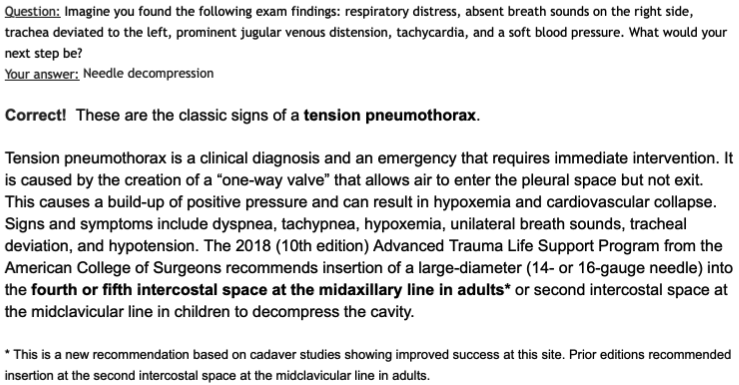 Question: Imagine you found the following exam findings: respiratory distress, absent breath sounds on the right side,
trachea deviated to the left, prominent jugular venous distension, tachycardia, and a soft blood pressure. What would your
next step be?
Your answer: Needle decompression
Correct! These are the classic signs of a tension pneumothorax.
Tension pneumothorax is a clinical diagnosis and an emergency that requires immediate intervention. It
is caused by the creation of a “one-way valve” that allows air to enter the pleural space but not exit.
This causes a build-up of positive pressure and can result in hypoxemia and cardiovascular collapse.
Signs and symptoms include dyspnea, tachypnea, hypoxemia, unilateral breath sounds, tracheal
deviation, and hypotension. The 2018 (10th edition) Advanced Trauma Life Support Program from the
American College of Surgeons recommends insertion of a large-diameter (14- or 16-gauge needle) into
the fourth or fifth intercostal space at the midaxillary line in adults* or second intercostal space at
the midclavicular line in children to decompress the cavity.
* This is a new recommendation based on cadaver studies showing improved success at this site. Prior editions recommended
insertion at the second intercostal space at the midclavicular line in adults.